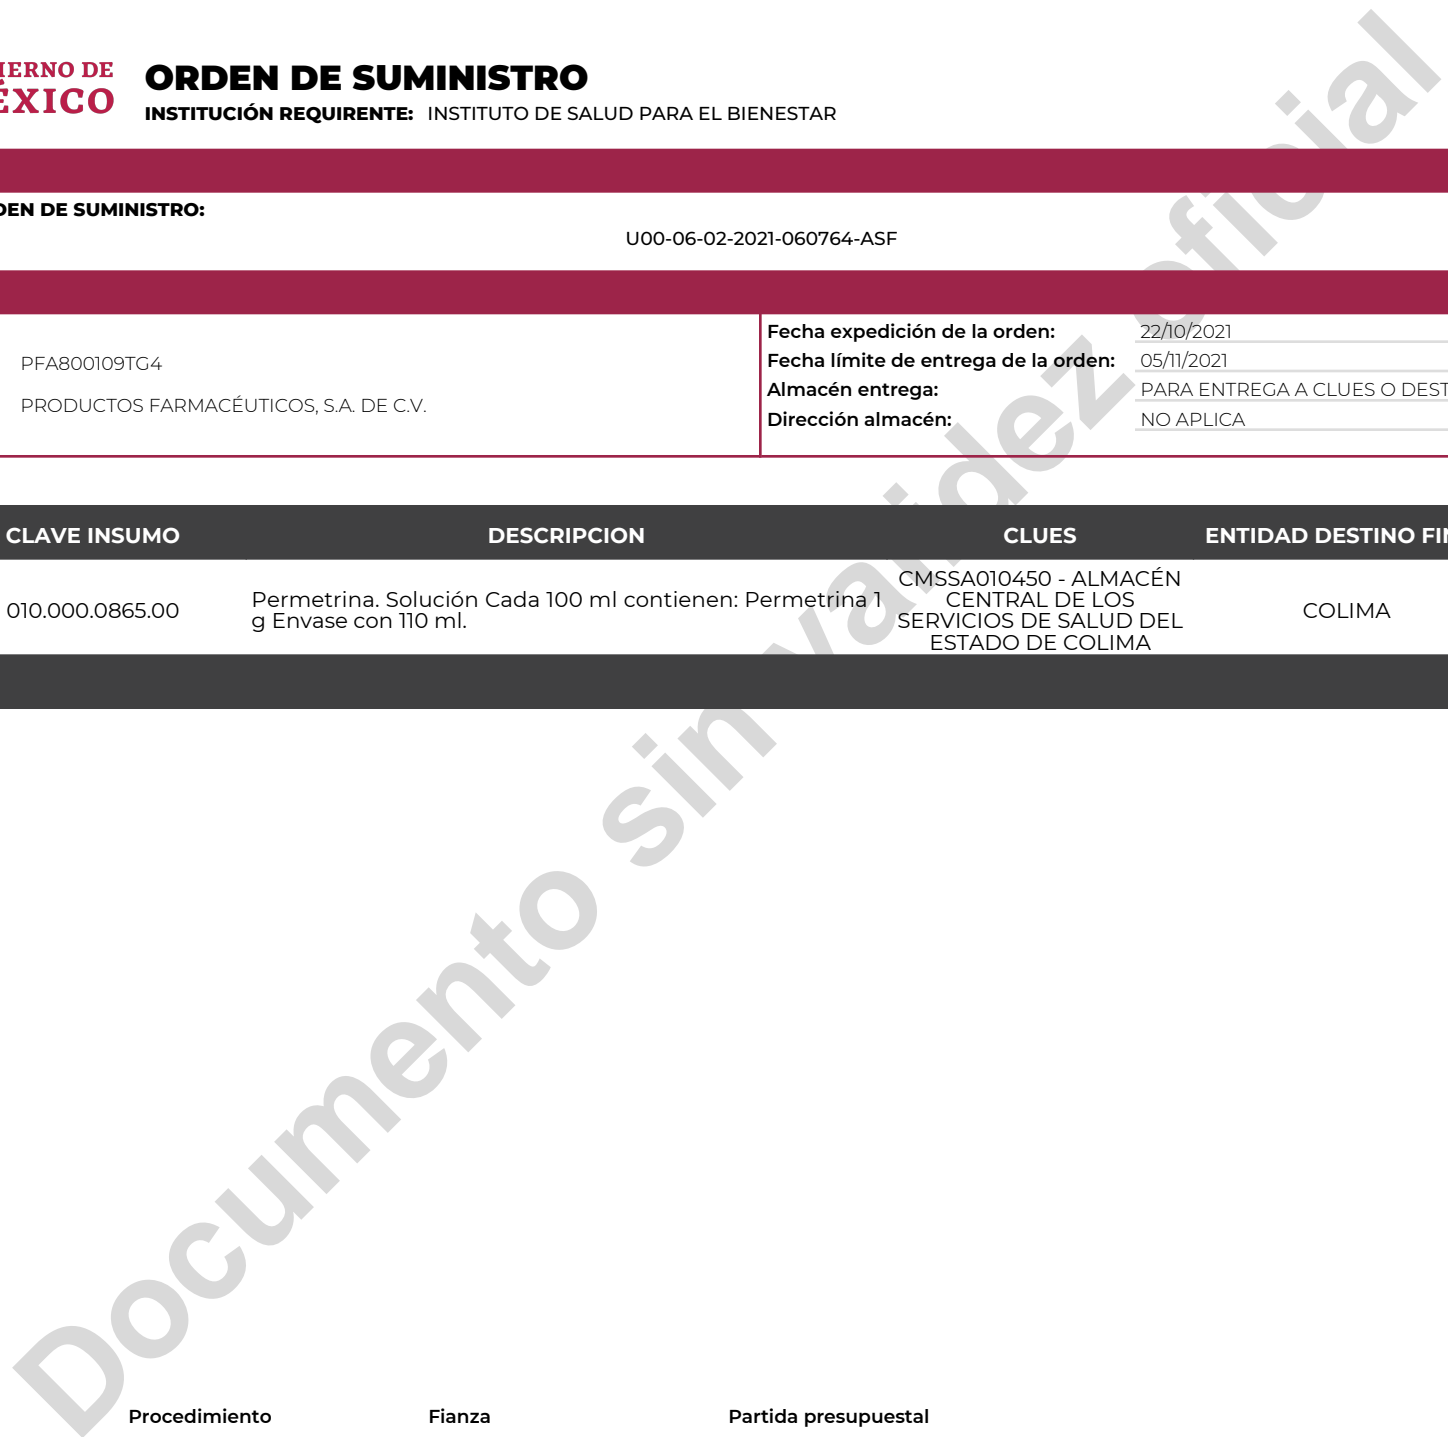 IERNO DE
ÉXICO
ORDEN DE SUMINISTRO
INSTITUCIÓN REQUIRENTE: INSTITUTO DE SALUD PARA EL BIENESTAR
DEN DE SUMINISTRO:
U00-06-02-2021-060764-ASF
PFA800109TG4
PRODUCTOS FARMACÉUTICOS, S.A. DE C.V.
Fecha expedición de la orden: 22/10/2021
Fecha límite de entrega de la orden: 05/11/2021
Almacén entrega: PARA ENTREGA A CLUES O DEST
Dirección almacén: NO APLICA
CLAVE INSUMO DESCRIPCION CLUES ENTIDAD DESTINO FIN
010.000.0865.00
Permetrina. Solución Cada 100 ml contienen: Permetrina 1
g Envase con 110 ml.
CMSSA010450 - ALMACÉN
CENTRAL DE LOS
SERVICIOS DE SALUD DEL
ESTADO DE COLIMA
COLIMA
Documento sin validez oficial
Procedimiento Fianza Partida presupuestal